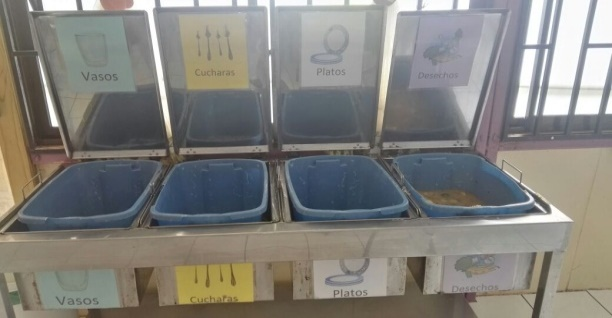 Vasos
Cucharas
Platos
Desechos
Vasos
Cucharas
Platos
Desechos